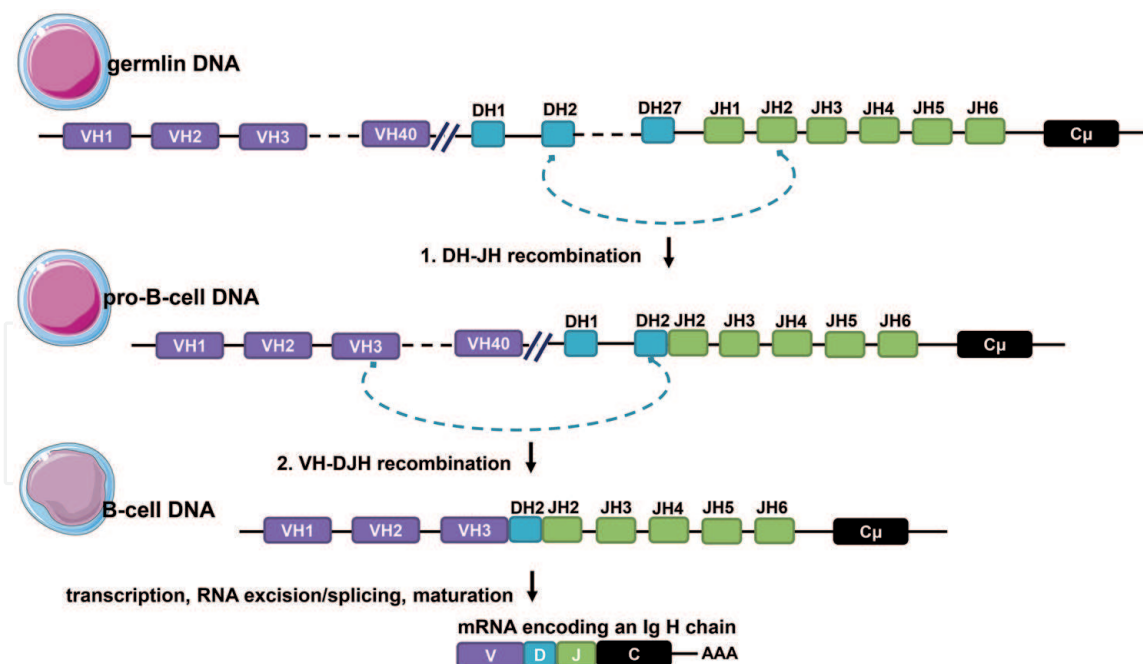 germlin DNA
DH1 DH2 DH27 JH1 JH2 JH3 JH4 JH5 JH6
VH1 VH2 VH3 VH40 Cμ
1. DH-JH recombination
pro-B-cell DNA
DH1 DH2 JH2 JH3 JH4 JH5 JH6
VH1 VH2 VH3 VH40 Cμ
2. VH-DJH recombination
B-cell DNA
DH2 JH2 JH3 JH4 JH5 JH6
VH1 VH2 VH3 Cμ
transcription, RNA excision/splicing, maturation
mRNA encoding an Ig H chain
V D J C AAA